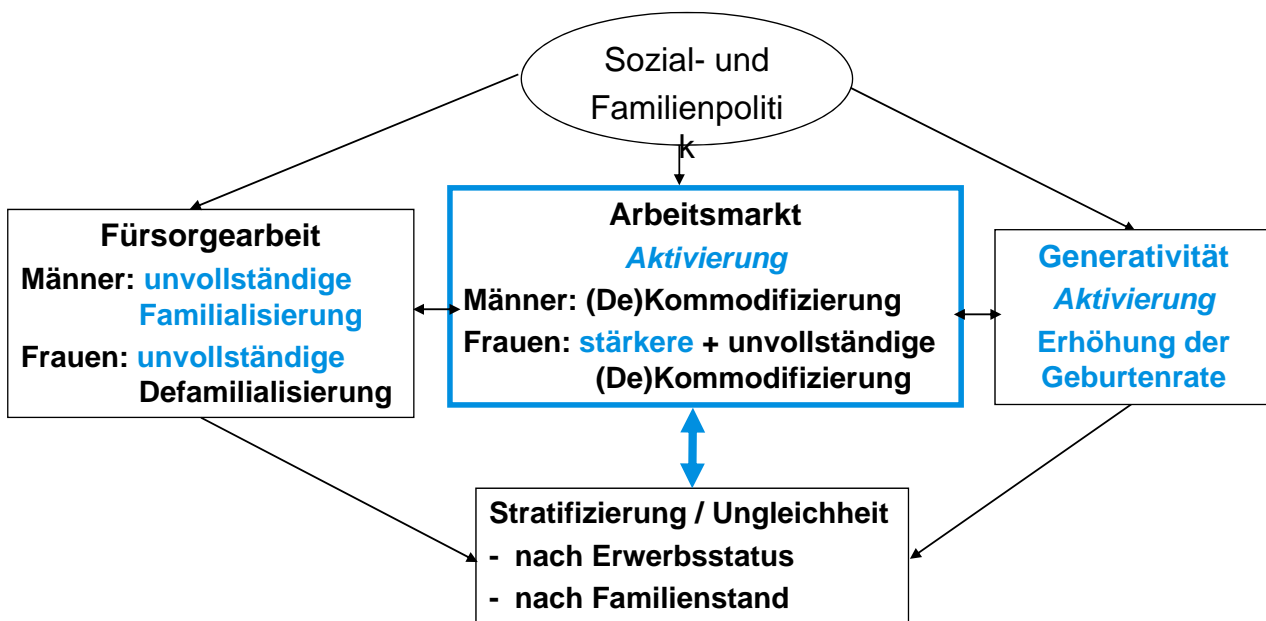 Sozial- und
Familienpoliti
k
Fürsorgearbeit
Männer: unvollständige
Familialisierung
Frauen: unvollständige
Defamilialisierung
Arbeitsmarkt
Aktivierung
Männer: (De)Kommodifizierung
Frauen: stärkere + unvollständige
(De)Kommodifizierung
Generativität
Aktivierung
Erhöhung der
Geburtenrate
Stratifizierung / Ungleichheit
- nach Erwerbsstatus
- nach Familienstand